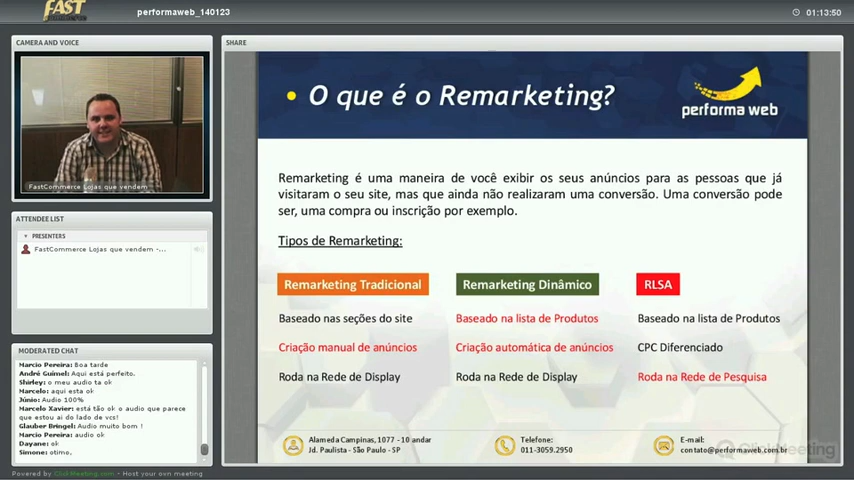 FAST
performaweb_140123
01:13:50
CAMERA AND VOICE
FastCommerce Lojas que vendem
ATTENDEE LIST
PRESENTERS
FastCommerce Lojas que vendem -...
MODERATED CHAT
Marcio Pereira: Boa tarde
André Guimel: Aqui está perfeito.
Shirley: o meu audio ta ok
Marcelo: aqui esta ok
Júnio: Audio 100%
Marcelo Xavier: está tão ok o audio que parece
que estou ai do lado de vcs!
Glauber Bringel: Audio muito bom !
Marcio Pereira: audio ok
Dayane: ok
Simone: otimo,
SHARE
• O que é o Remarketing?
performa web
Remarketing é uma maneira de você exibir os seus anúncios para as pessoas que já
visitaram o seu site, mas que ainda não realizaram uma conversão. Uma conversão pode
ser, uma compra ou inscrição por exemplo.
Tipos de Remarketing:
Remarketing Tradicional
Baseado nas seções do site
Criação manual de anúncios
Roda na Rede de Display
Remarketing Dinâmico
Baseado na lista de Produtos
Criação automática de anúncios
Roda na Rede de Display
RLSA
Baseado na lista de Produtos
CPC Diferenciado
Roda na Rede de Pesquisa
Alameda Campinas, 1077 - 10 andar
Jd. Paulista - São Paulo - SP
Telefone:
011-3059.2950
E-mail:
contato@performaweb.com.br
ClickMeeting
Powered by ClickMeeting.com - Host your own meeting